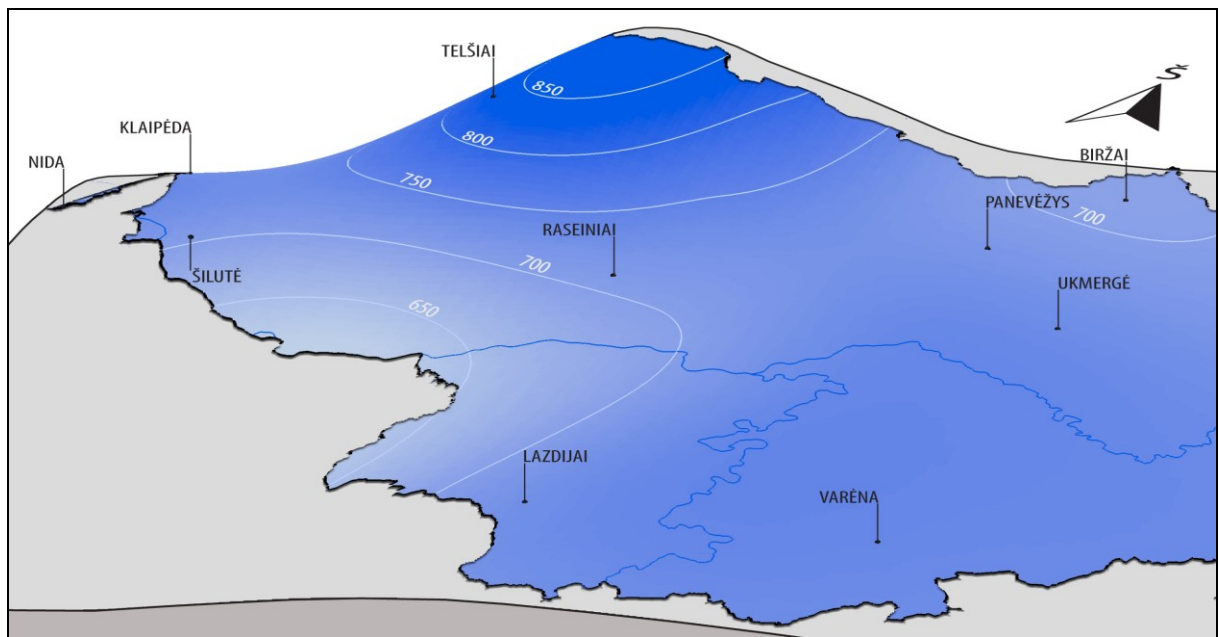 TELŠIAI
850
Š
KLAIPĖDA
800
NIDA
BIRŽAI
750
PANEVĖŽYS
700
RASEINIAI
700
ŠILUTĖ
UKMERGĖ
650
LAZDIJAI
VARĖNA